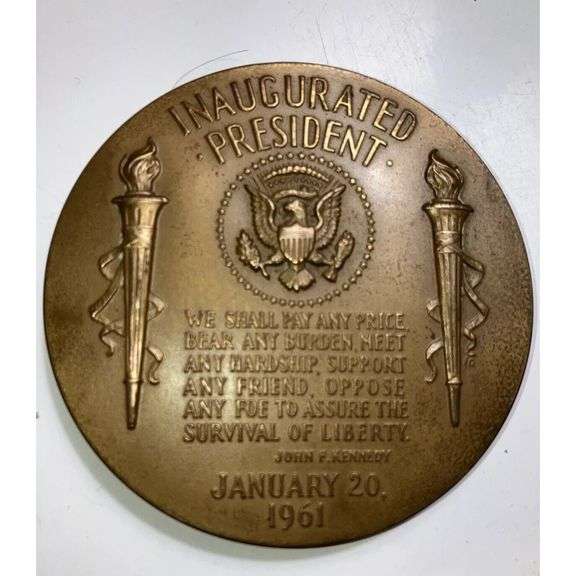 INAUGURATED
· PRESIDENT ·
WE SHALL PAY ANY PRICE,
BEAR ANY BURDEN, MEET
ANY HARDSHIP, SUPPORT
ANY FRIEND, OPPOSE
ANY FOE TO ASSURE THE
SURVIVAL OF LIBERTY.
JOHN F. KENNEDY
JANUARY 20,
1961